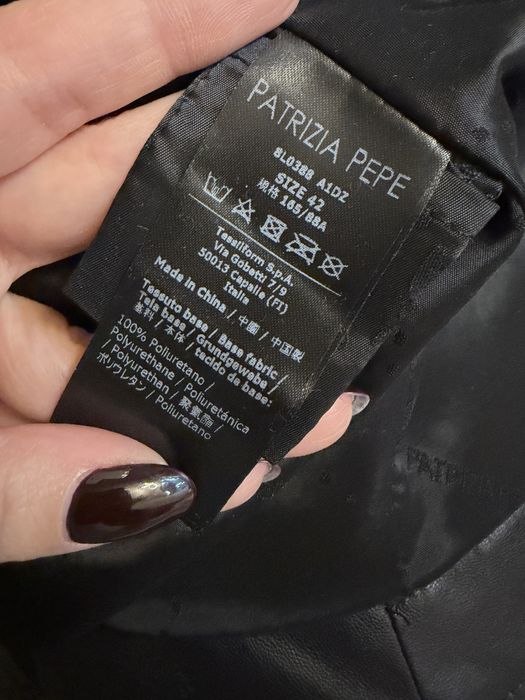 PATRIZIA PEPE
8L0388 A1DZ
SIZE 42
规格 165/88A
Tessilform S.p.A.
Via Gobetti 7/9
50013 Capalle (FI)
Italia
Made in China / 中國 / 中国製
Tessuto base / Base fabric /
Tela base / Grundgewebe /
基料 / 本体 / tecido de base:
100% Poliuretano /
/ Polyurethane / Poliuretánica
/ Polyurethan / 聚氨酯 /
ポリウレタン / Poliuretano
PATRIZIA